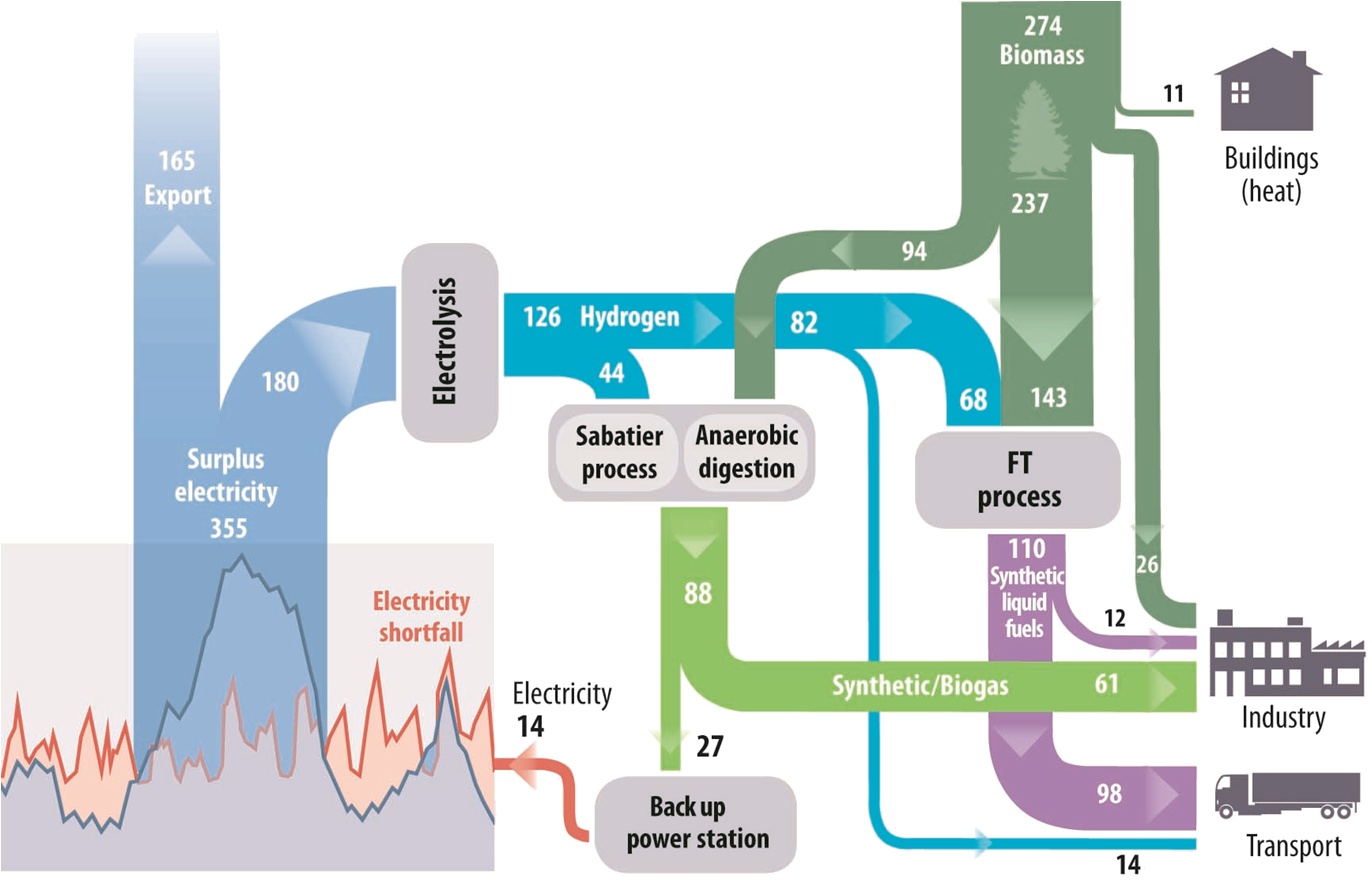 274
Biomass
11
Buildings
(heat)
165
Export
237
94
Electrolysis
126 Hydrogen
82
44
180
68
143
Sabatier
process
Anaerobic
digestion
FT
process
Surplus
electricity
355
110
Synthetic
liquid
fuels
26
88
12
Electricity
shortfall
Synthetic/Biogas
61
Electricity
14
Industry
27
98
Back up
power station
Transport
14